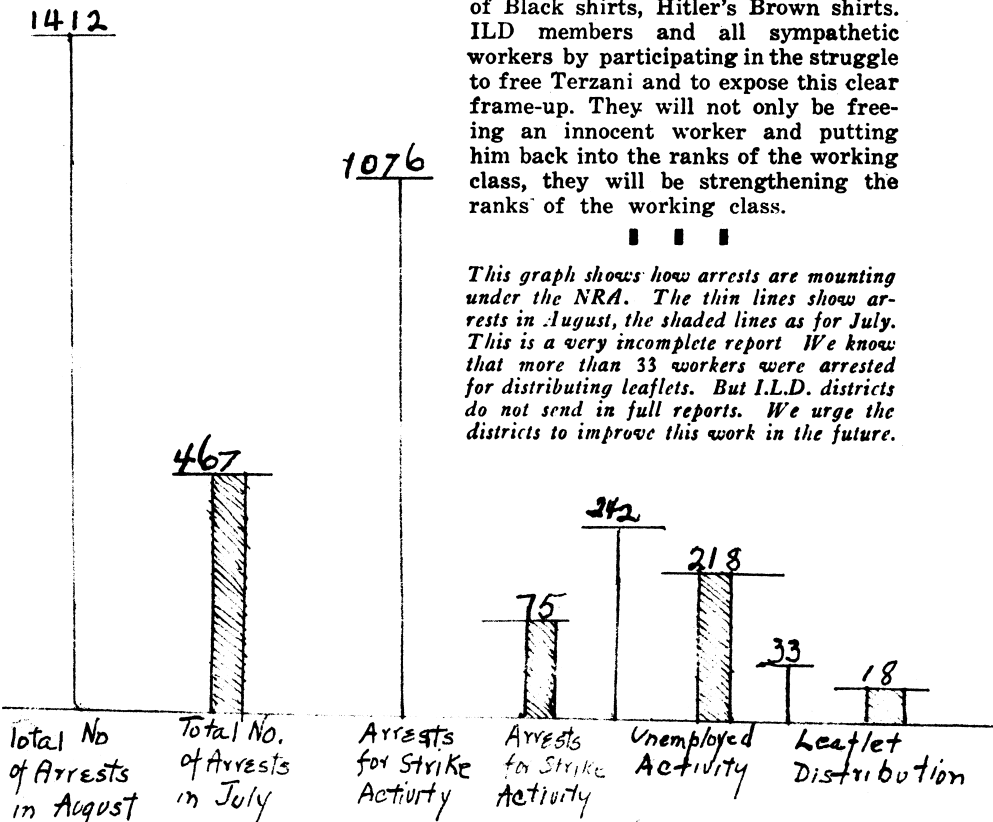 of Black shirts, Hitler's Brown shirts.
ILD members and all sympathetic
workers by participating in the struggle
to free Terzani and to expose this clear
frame-up. They will not only be free-
ing an innocent worker and putting
him back into the ranks of the working
class, they will be strengthening the
ranks of the working class.
This graph shows how arrests are mounting
under the NRA. The thin lines show ar-
rests in August, the shaded lines as for July.
This is a very incomplete report We know
that more than 33 workers were arrested
for distributing leaflets. But I.L.D. districts
do not send in full reports. We urge the
districts to improve this work in the future.
1412
467
1076
75
242
218
33
18
Total No
of Arrests
in August
Total No.
of Arrests
in July
Arrests
for Strike
Activity
Arrests
for Strike
Activity
Unemployed
Activity
Leaflet
Distribution